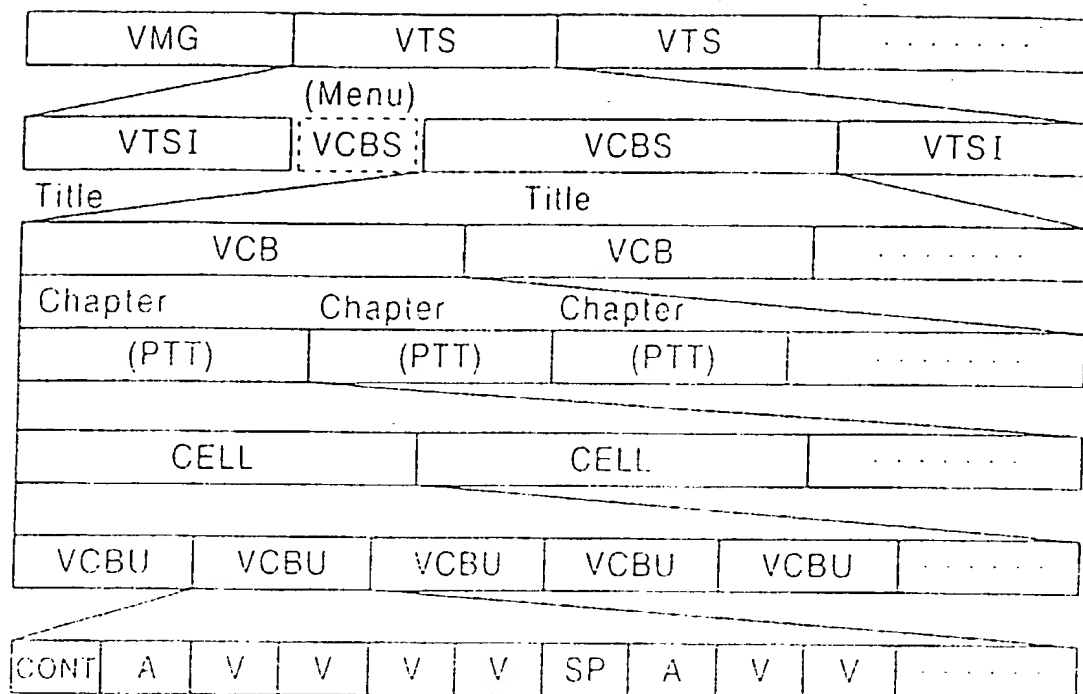 VMG VTS VTS . . . . . . .
(Menu)
VTSI VCBS VCBS VTSI
Title Title
VCB VCB . . . . . . .
Chapter Chapter Chapter
(PTT) (PTT) (PTT) . . . . . . .
CELL CELL . . . . . . .
VCBU VCBU VCBU VCBU VCBU . . . . . .
CONT A V V V V SP A V V . . . . . .